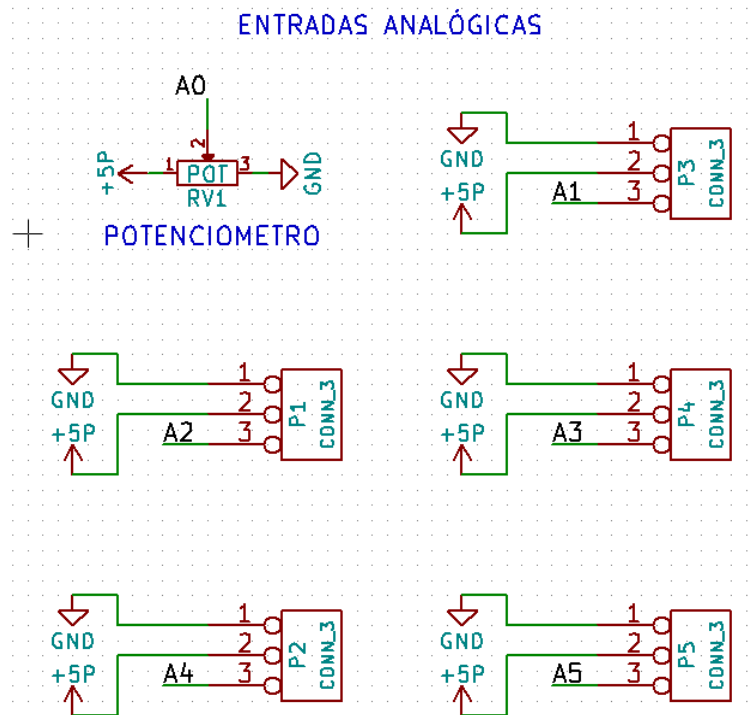 ENTRADAS ANALÓGICAS
A0
2
+5P 1 POT 3 GND
RV1
POTENCIOMETRO
GND
+5P
A1
1
2
3
P3
CONN_3
GND
+5P
A2
1
2
3
P1
CONN_3
GND
+5P
A3
1
2
3
P4
CONN_3
GND
+5P
A4
1
2
3
P2
CONN_3
GND
+5P
A5
1
2
3
P5
CONN_3